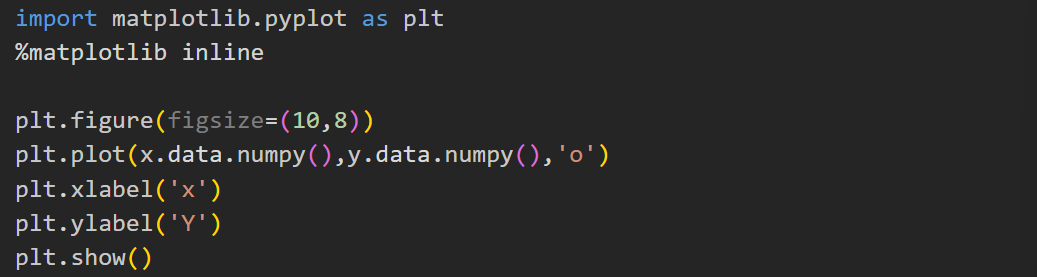 import matplotlib.pyplot as plt
%matplotlib inline
plt.figure(figsize=(10,8))
plt.plot(x.data.numpy(),y.data.numpy(),'o')
plt.xlabel('x')
plt.ylabel('Y')
plt.show()